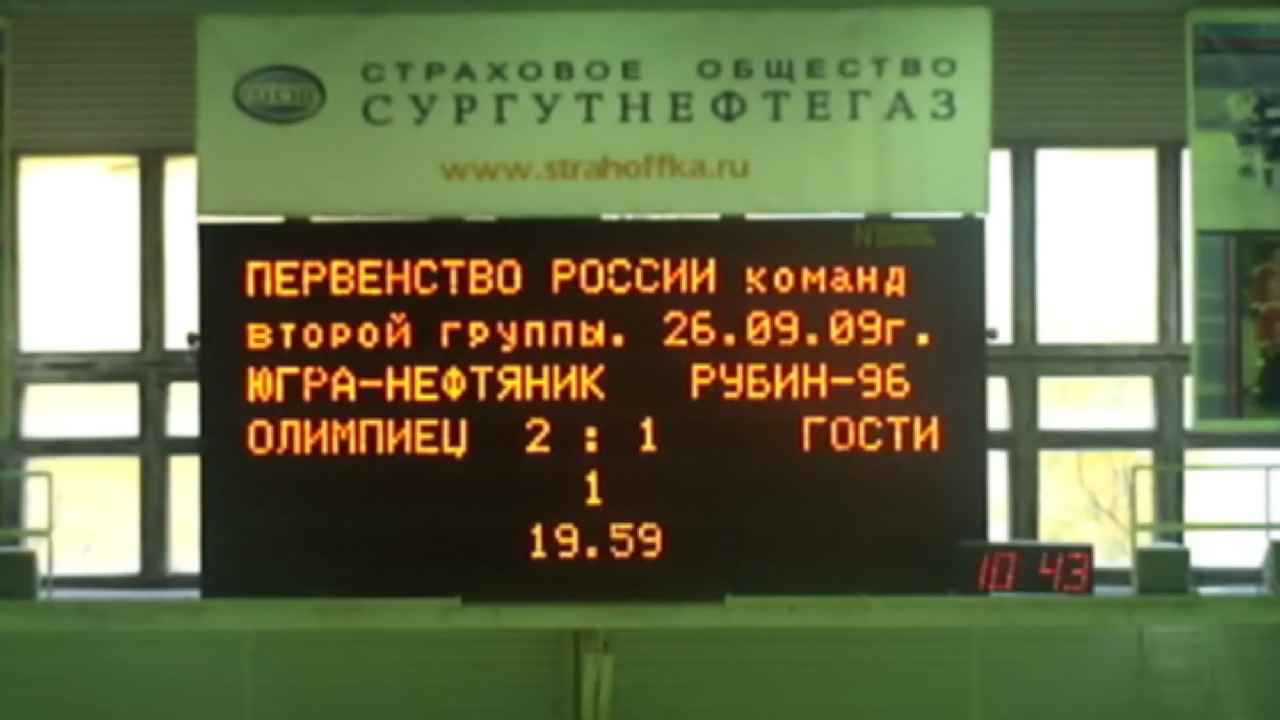 СТРАХОВОЕ ОБЩЕСТВО
СУРГУТНЕФТЕГАЗ
www.strahoffka.ru
ПЕРВЕНСТВО РОССИИ команд
второй группы. 26.09.09г.
ЮГРА-НЕФТЯНИК РУБИН-96
ОЛИМПИЕЦ 2 : 1 ГОСТИ
1
19.59
10 43